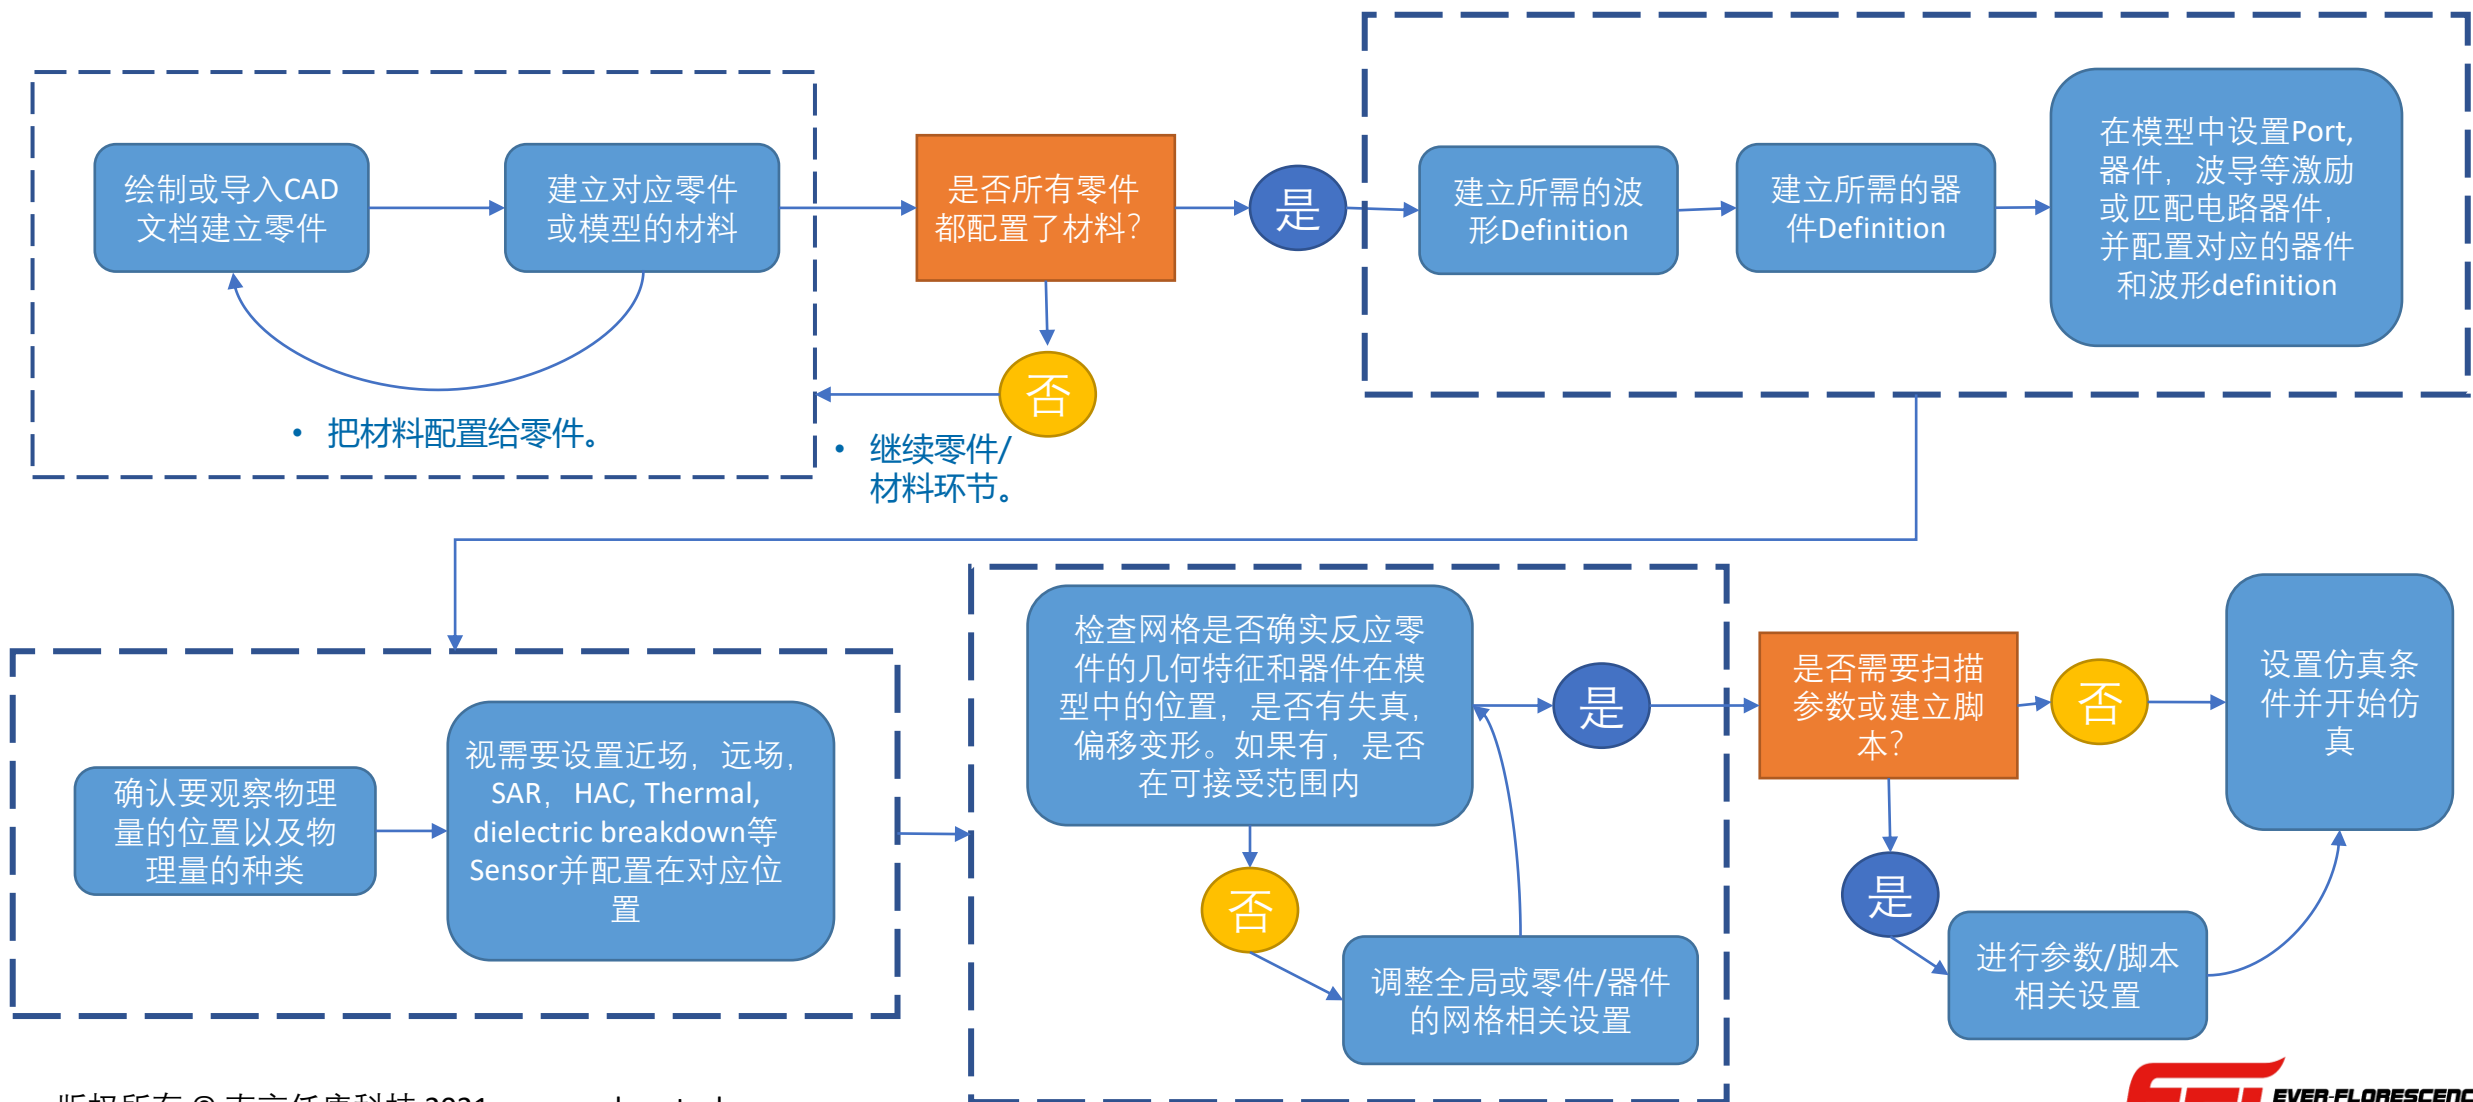 绘制或导入CAD
文档建立零件
建立对应零件
或模型的材料
是否所有零件
都配置了材料?
是
建立所需的波
形Definition
建立所需的器
件Definition
在模型中设置Port,
器件，波导等激励
或匹配电路器件，
并配置对应的器件
和波形definition
否
• 把材料配置给零件。
• 继续零件/
材料环节。
确认要观察物理
量的位置以及物
理量的种类
视需要设置近场，远场，
SAR，HAC, Thermal,
dielectric breakdown等
Sensor并配置在对应位
置
检查网格是否确实反应零
件的几何特征和器件在模
型中的位置，是否有失真，
偏移变形。如果有，是否
在可接受范围内
是
否
调整全局或零件/器件
的网格相关设置
是否需要扫描
参数或建立脚
本?
否
是
进行参数/脚本
相关设置
设置仿真条
件并开始仿
真
版权所有 © 2021
EVER-FLORESCENC